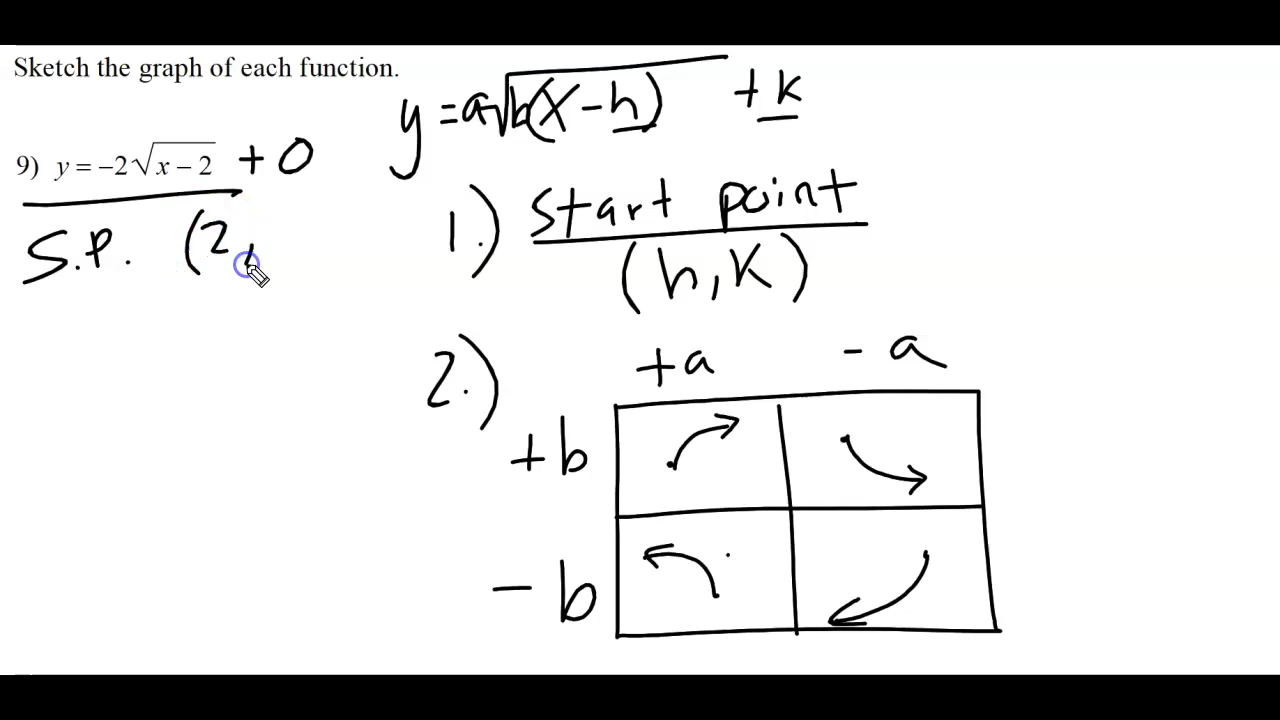 Sketch the graph of each function.
y = a√b(x – h) + k
9) y = –2√x – 2 + 0
S.P. (2,
1.) Start point
(h, k)
2.)
+a – a
+b
– b